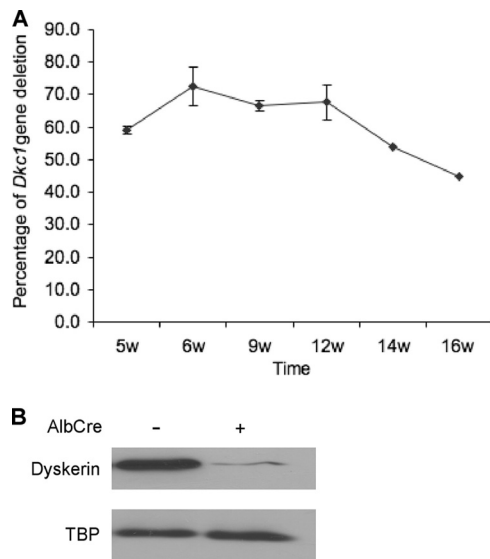 A
90.0
80.0
70.0
60.0
50.0
40.0
30.0
20.0
10.0
0.0
Percentage of Dkc1 gene deletion
5w 6w 9w 12w 14w 16w
Time
B
AlbCre - +
Dyskerin
TBP